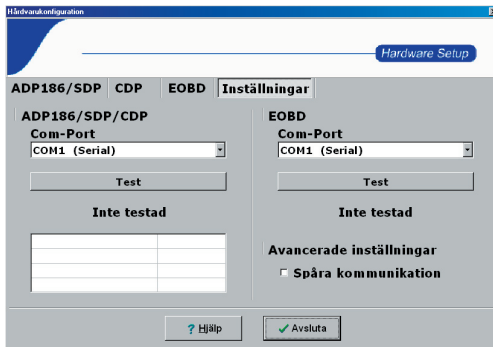 Hårdvarukonfiguration
Hardware Setup
ADP186/SDP CDP EOBD Inställningar
ADP186/SDP/CDP
Com-Port
COM1 (Serial)
Test
Inte testad
EOBD
Com-Port
COM1 (Serial)
Test
Inte testad
Avancerade inställningar
Spåra kommunikation
? Hjälp
Avsluta